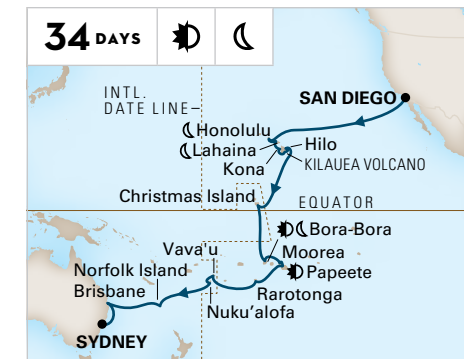 34 DAYS
INTL.
DATE LINE
SAN DIEGO
Honolulu
Lahaina
Hilo
Kona
KILAUEA VOLCANO
Christmas Island
EQUATOR
Bora-Bora
Vava'u
Moorea
Norfolk Island
Papeete
Brisbane
Rarotonga
Nuku'alofa
SYDNEY